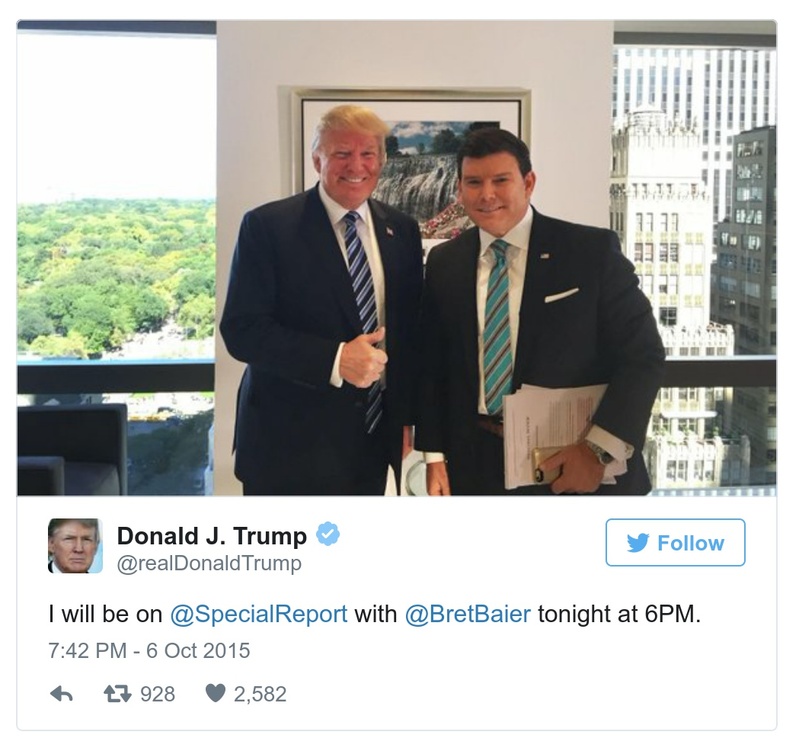 Donald J. Trump
@realDonaldTrump
Follow
I will be on @SpecialReport with @BretBaier tonight at 6PM.
7:42 PM - 6 Oct 2015
928 2,582